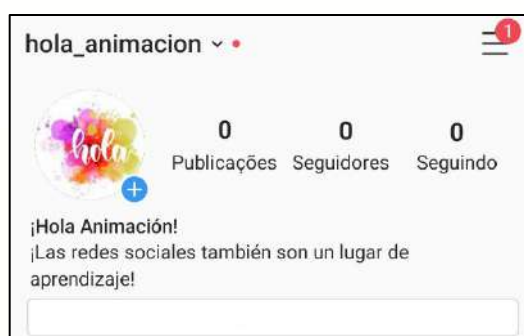 hola_animacion
1
hola
0 0 0
Publicações Seguidores Seguindo
¡Hola Animación!
¡Las redes sociales también son un lugar de
aprendizaje!